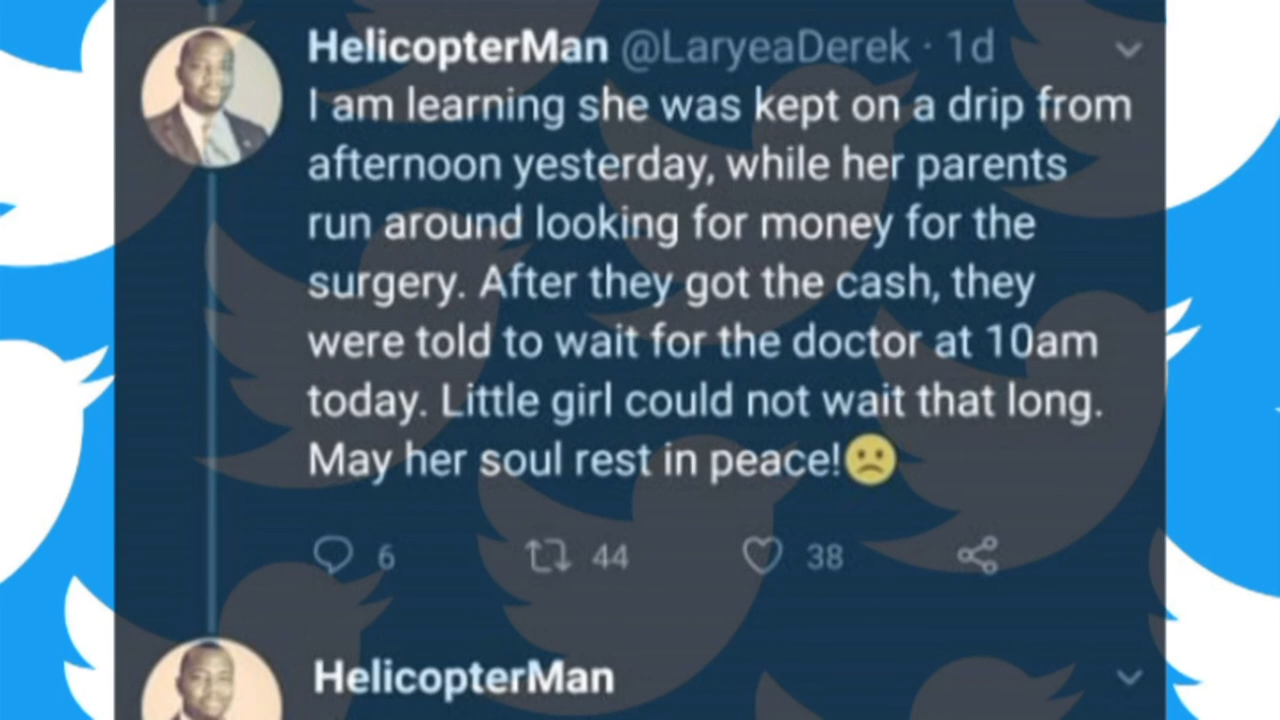 HelicopterMan @LaryeaDerek · 1d
I am learning she was kept on a drip from
afternoon yesterday, while her parents
run around looking for money for the
surgery. After they got the cash, they
were told to wait for the doctor at 10am
today. Little girl could not wait that long.
May her soul rest in peace!🙁
6 44 38
HelicopterMan